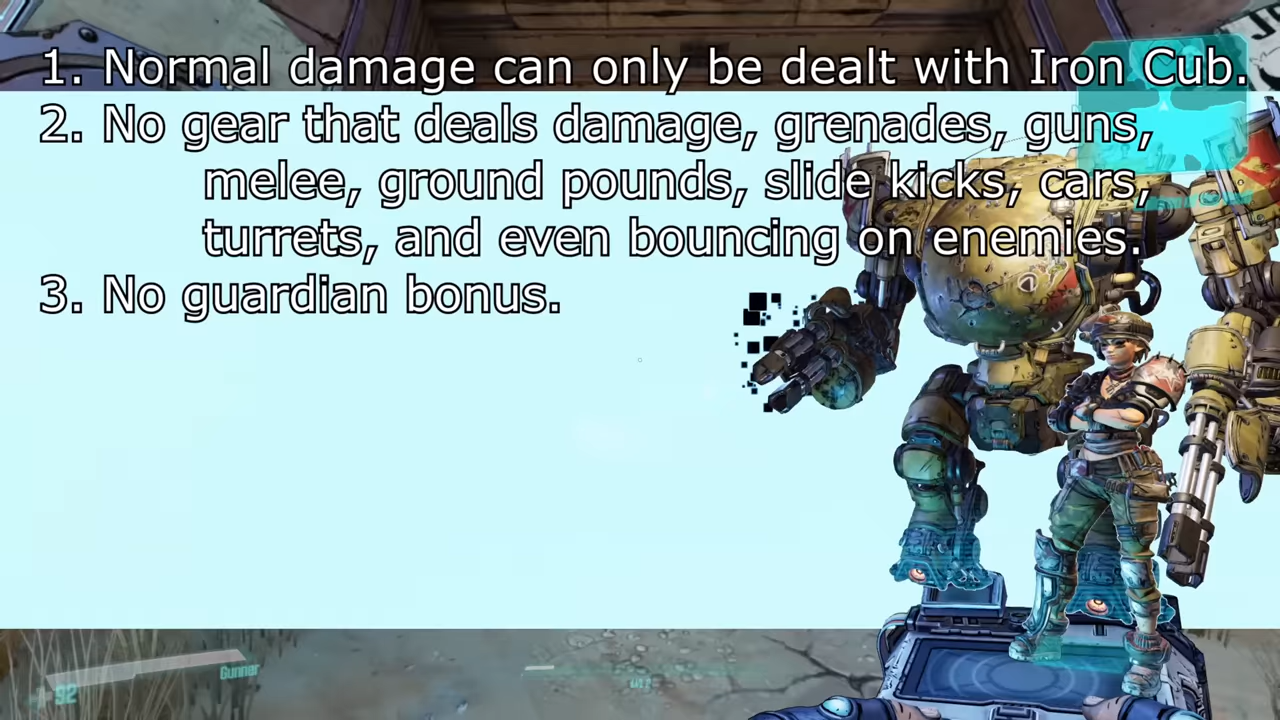 1. Normal damage can only be dealt with Iron Cub.
2. No gear that deals damage, grenades, guns,
melee, ground pounds, slide kicks, cars,
turrets, and even bouncing on enemies.
3. No guardian bonus.
Gunner
92